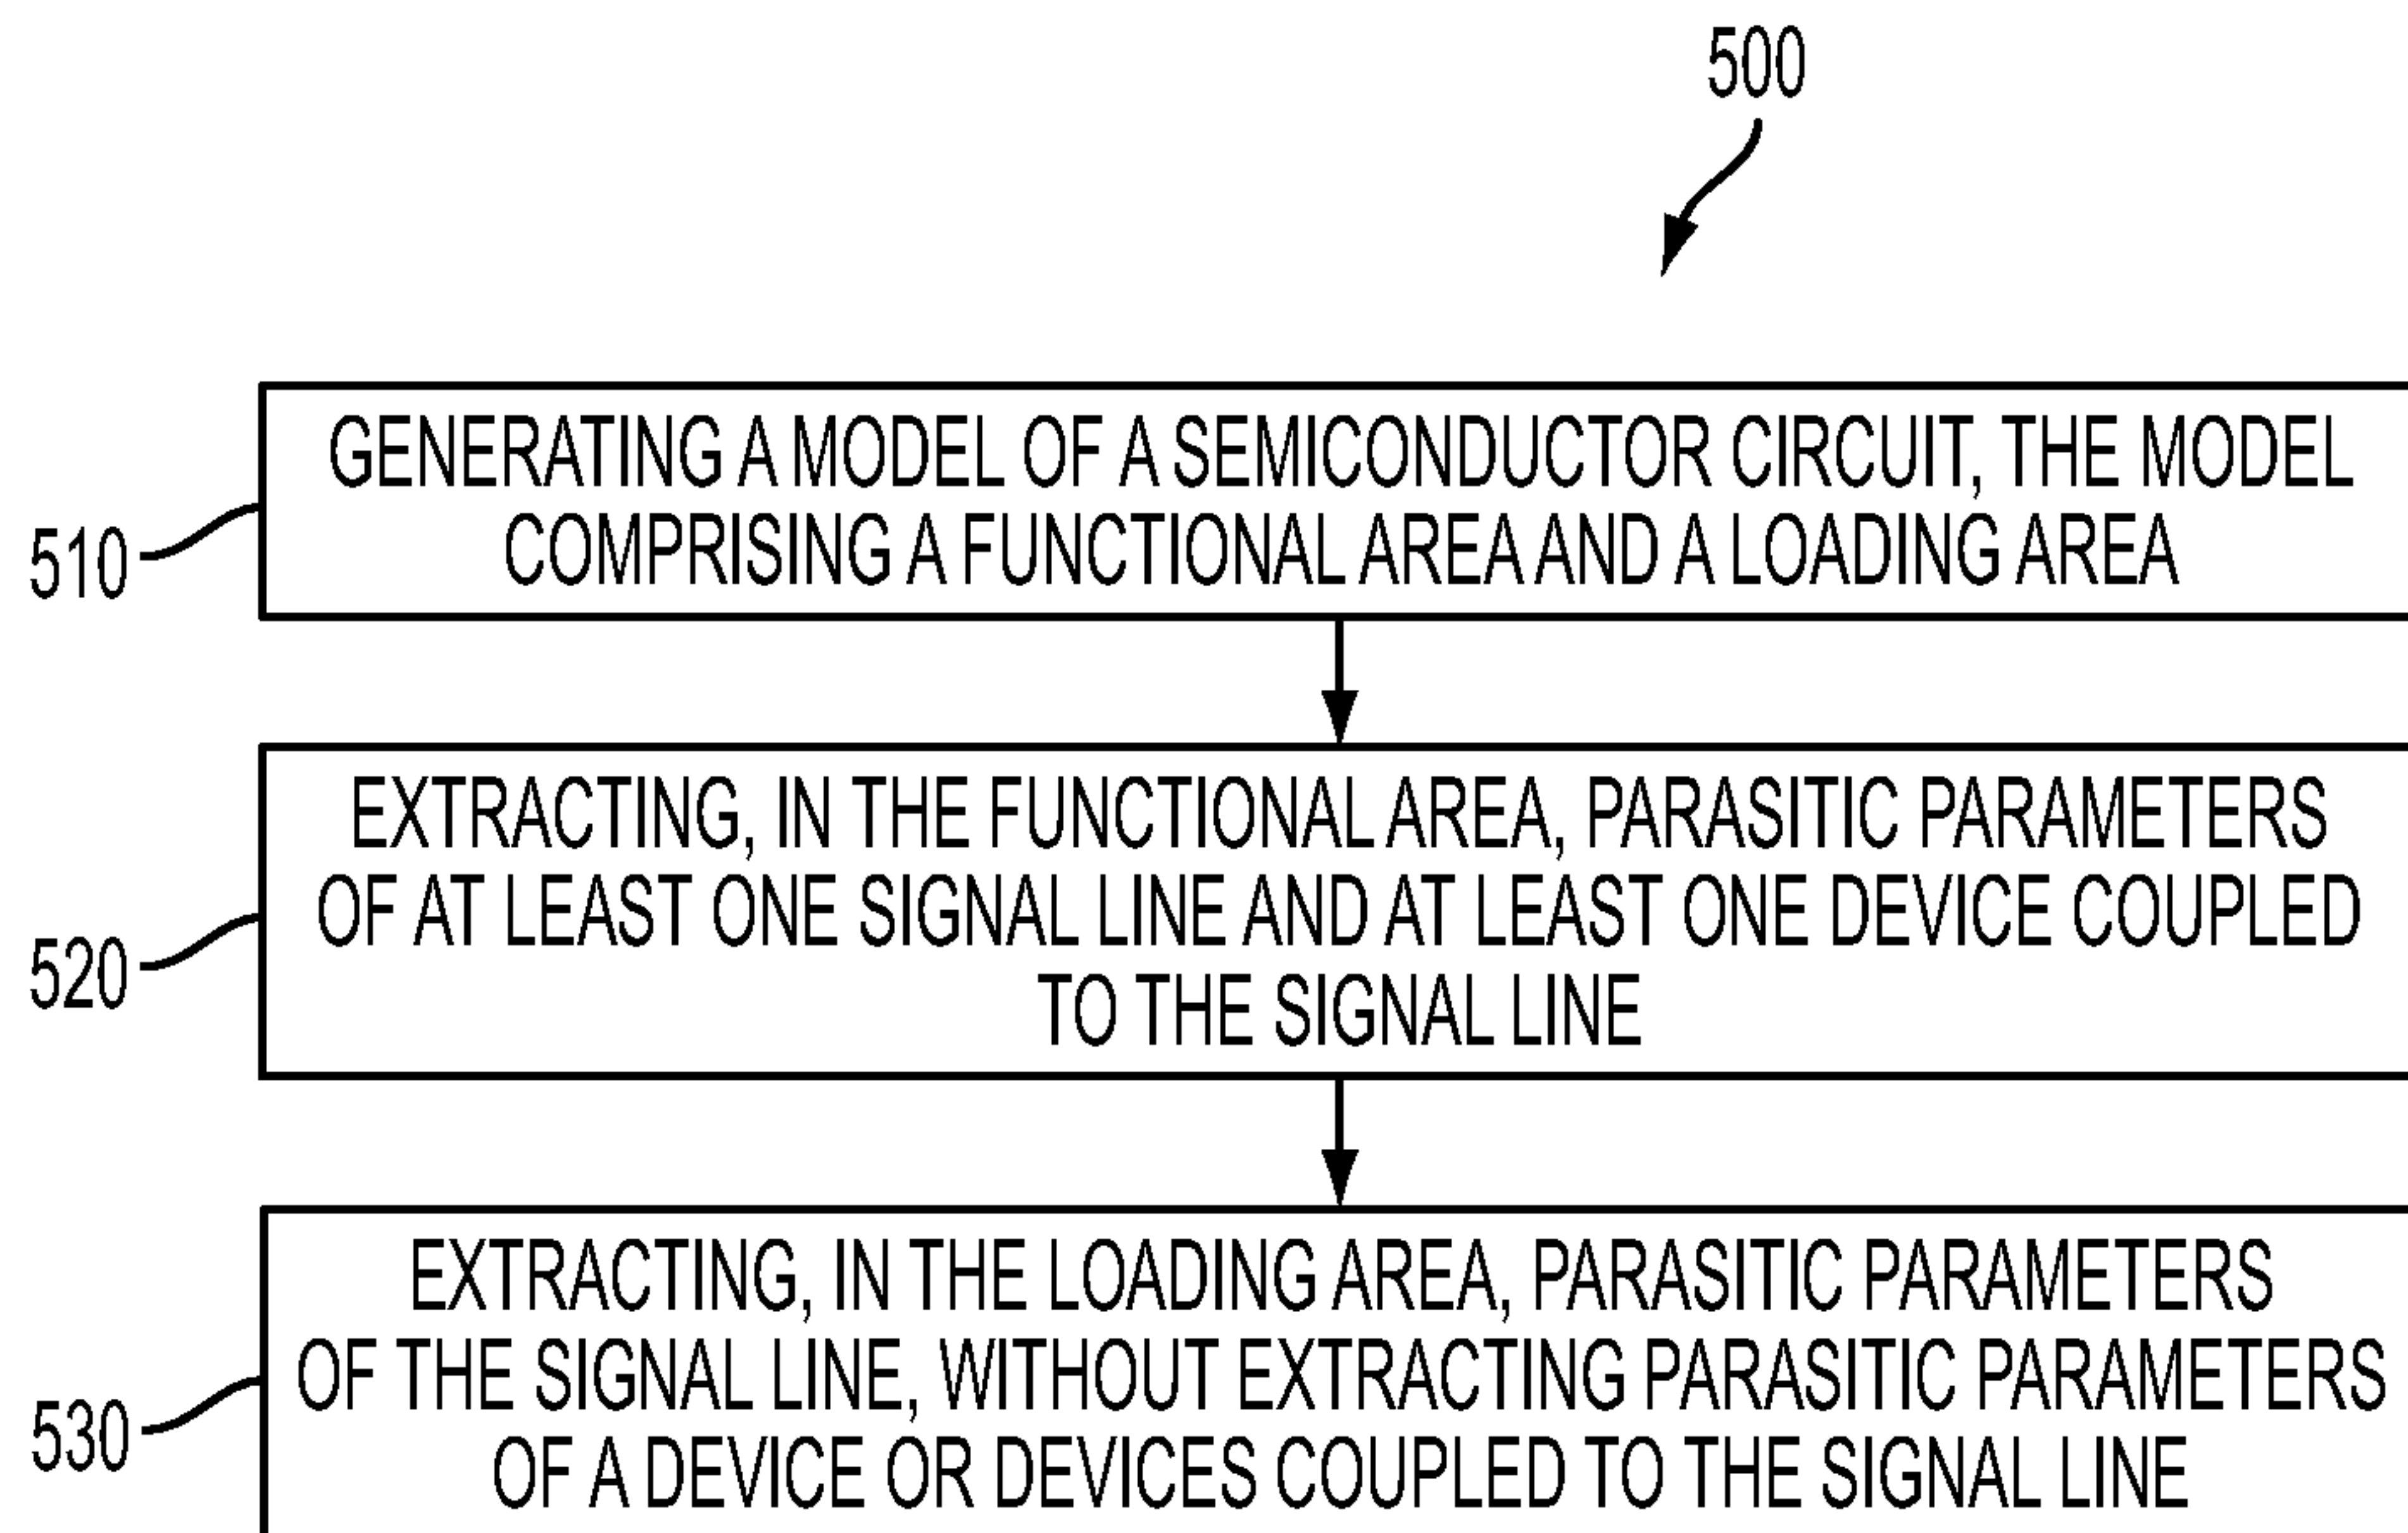 500
510
GENERATING A MODEL OF A SEMICONDUCTOR CIRCUIT, THE MODEL
COMPRISING A FUNCTIONAL AREA AND A LOADING AREA
520
EXTRACTING, IN THE FUNCTIONAL AREA, PARASITIC PARAMETERS
OF AT LEAST ONE SIGNAL LINE AND AT LEAST ONE DEVICE COUPLED
TO THE SIGNAL LINE
530
EXTRACTING, IN THE LOADING AREA, PARASITIC PARAMETERS
OF THE SIGNAL LINE, WITHOUT EXTRACTING PARASITIC PARAMETERS
OF A DEVICE OR DEVICES COUPLED TO THE SIGNAL LINE